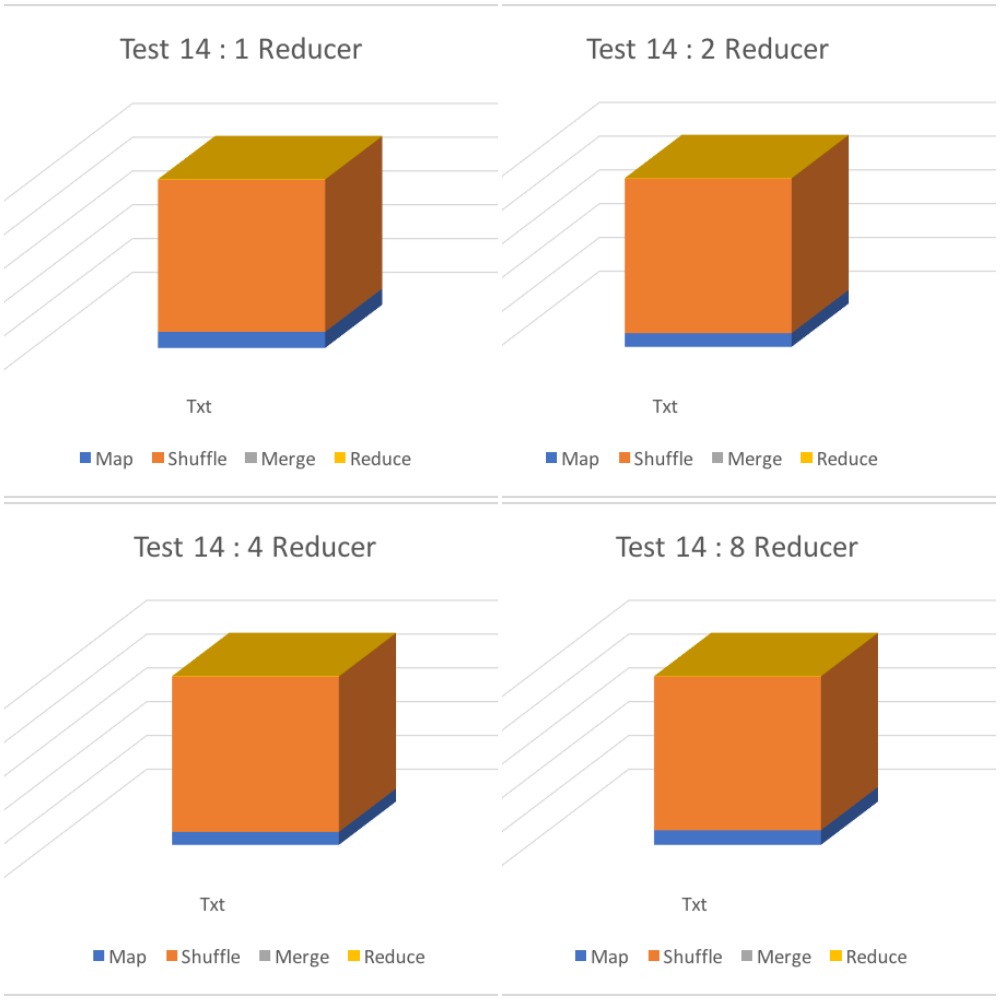 Test 14 : 1 Reducer
Txt
Map Shuffle Merge Reduce
Test 14 : 2 Reducer
Txt
Map Shuffle Merge Reduce
Test 14 : 4 Reducer
Txt
Map Shuffle Merge Reduce
Test 14 : 8 Reducer
Txt
Map Shuffle Merge Reduce